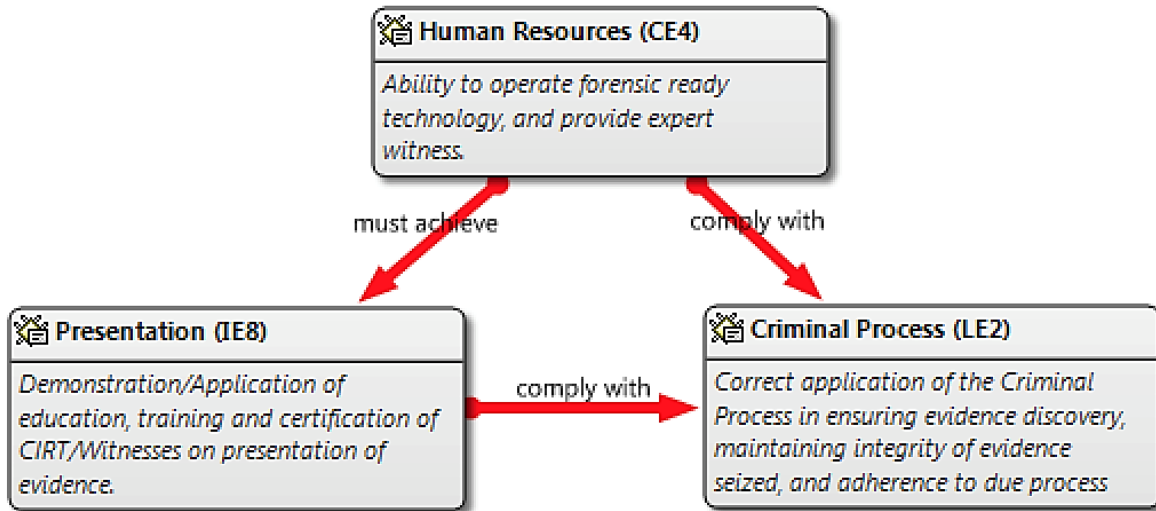 Human Resources (CE4)
Ability to operate forensic ready
technology, and provide expert
witness.
must achieve
comply with
Presentation (IE8)
Demonstration/Application of
education, training and certification of
CIRT/Witnesses on presentation of
evidence.
comply with
Criminal Process (LE2)
Correct application of the Criminal
Process in ensuring evidence discovery,
maintaining integrity of evidence
seized, and adherence to due process